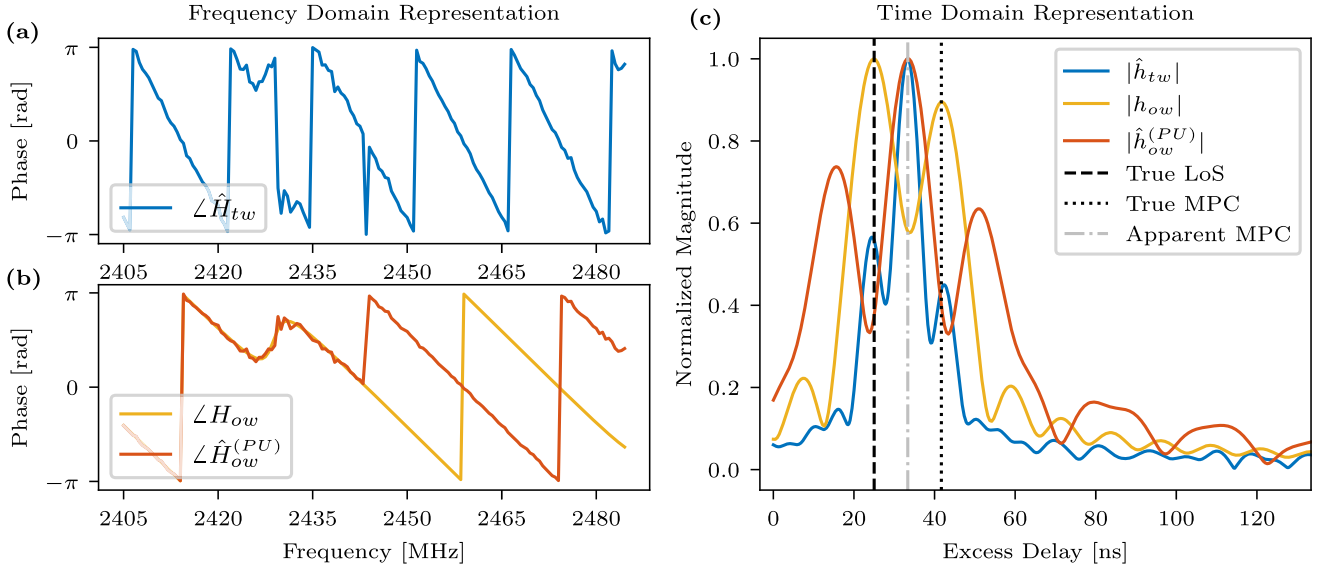 Frequency Domain Representation
(a)
π
0
−π
Phase [rad]
∠Ĥ_tw
2405 2420 2435 2451 2465 2480
(b)
π
0
−π
Phase [rad]
∠H_ow
∠Ĥ_ow^(PU)
2405 2420 2435 2451 2465 2480
Frequency [MHz]
(c)
Time Domain Representation
1.0
0.8
0.6
0.4
0.2
0.0
Normalized Magnitude
|ĥ_tw|
|h_ow|
|ĥ_ow^(PU)|
True LoS
True MPC
Apparent MPC
0 20 40 60 80 100 120
Excess Delay [ns]